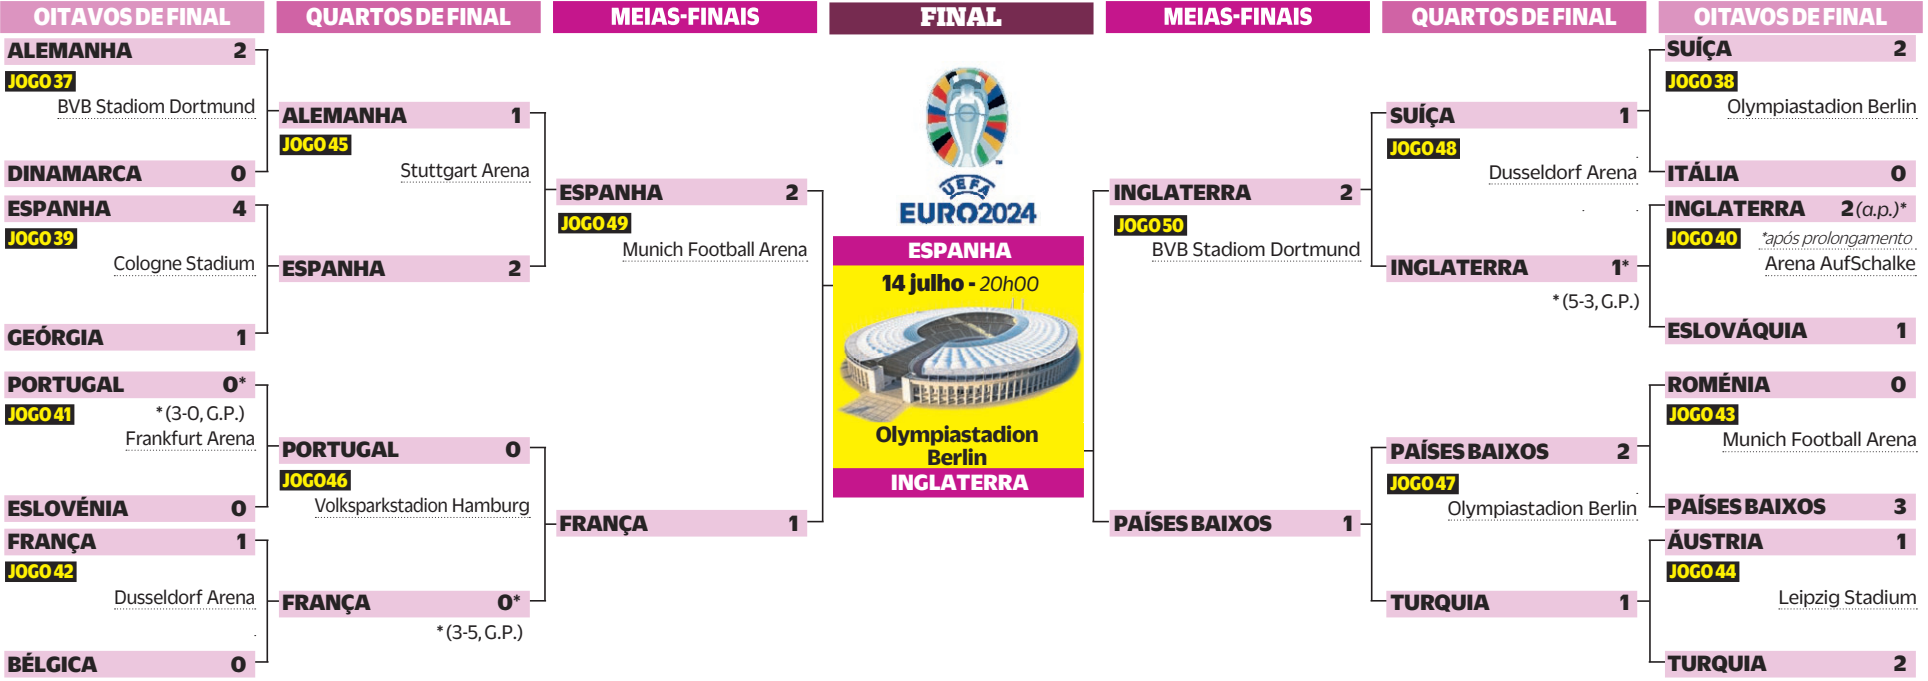 OITAVOS DE FINAL
QUARTOS DE FINAL
MEIAS-FINAIS
FINAL
MEIAS-FINAIS
QUARTOS DE FINAL
OITAVOS DE FINAL
ALEMANHA 2
JOGO 37
BVB Stadiom Dortmund
DINAMARCA 0
ESPANHA 4
JOGO 39
Cologne Stadium
GEÓRGIA 1
PORTUGAL 0*
JOGO 41
*(3-0, G.P.)
Frankfurt Arena
ESLOVÉNIA 0
FRANÇA 1
JOGO 42
Dusseldorf Arena
BÉLGICA 0
ALEMANHA 1
JOGO 45
Stuttgart Arena
ESPANHA 2
PORTUGAL 0
JOGO46
Volksparkstadion Hamburg
FRANÇA 0*
*(3-5, G.P.)
ESPANHA 2
JOGO 49
Munich Football Arena
FRANÇA 1
UEFA
EURO2024
ESPANHA
14 julho - 20h00
Olympiastadion
Berlin
INGLATERRA
INGLATERRA 2
JOGO 50
BVB Stadiom Dortmund
PAÍSES BAIXOS 1
SUÍÇA 1
JOGO 48
Dusseldorf Arena
INGLATERRA 1*
*(5-3, G.P.)
PAÍSES BAIXOS 2
JOGO 47
Olympiastadion Berlin
TURQUIA 1
SUÍÇA 2
JOGO 38
Olympiastadion Berlin
ITÁLIA 0
INGLATERRA 2(a.p.)*
JOGO 40 *após prolongamento
Arena AufSchalke
ESLOVÁQUIA 1
ROMÉNIA 0
JOGO 43
Munich Football Arena
PAÍSES BAIXOS 3
ÁUSTRIA 1
JOGO 44
Leipzig Stadium
TURQUIA 2